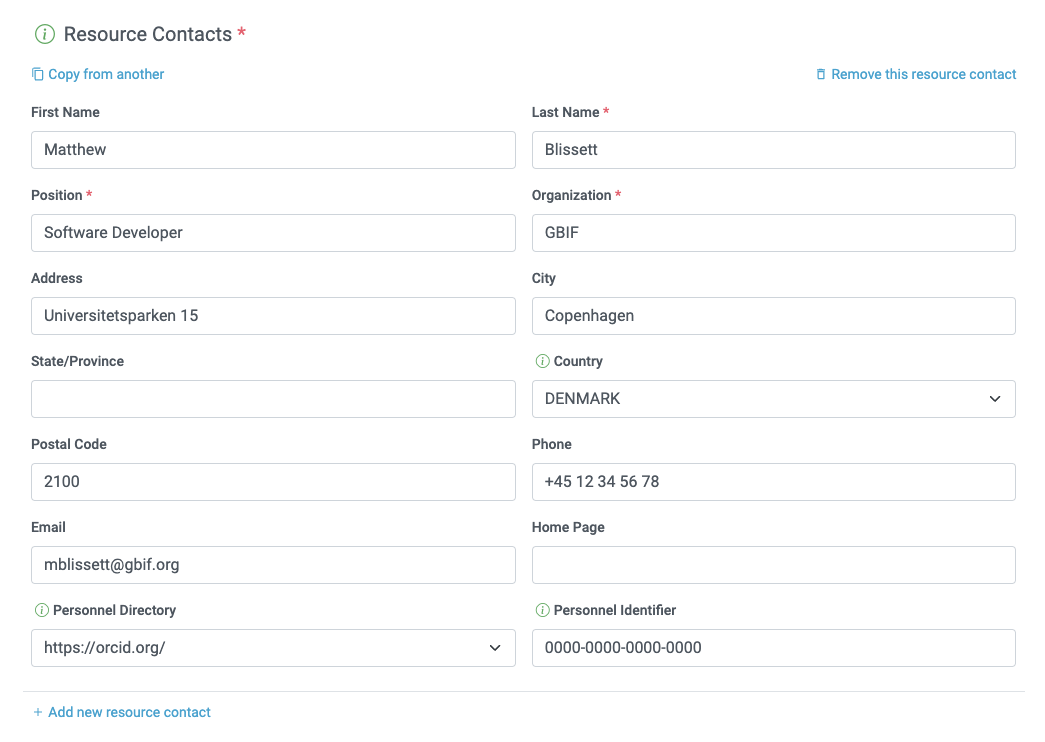 Resource Contacts *
Copy from another
Remove this resource contact
First Name
Last Name *
Matthew
Blissett
Position *
Organization *
Software Developer
GBIF
Address
City
Universitetsparken 15
Copenhagen
State/Province
Country
DENMARK
Postal Code
Phone
2100
+45 12 34 56 78
Email
Home Page
mblissett@gbif.org
Personnel Directory
Personnel Identifier
https://orcid.org/
0000-0000-0000-0000
+ Add new resource contact